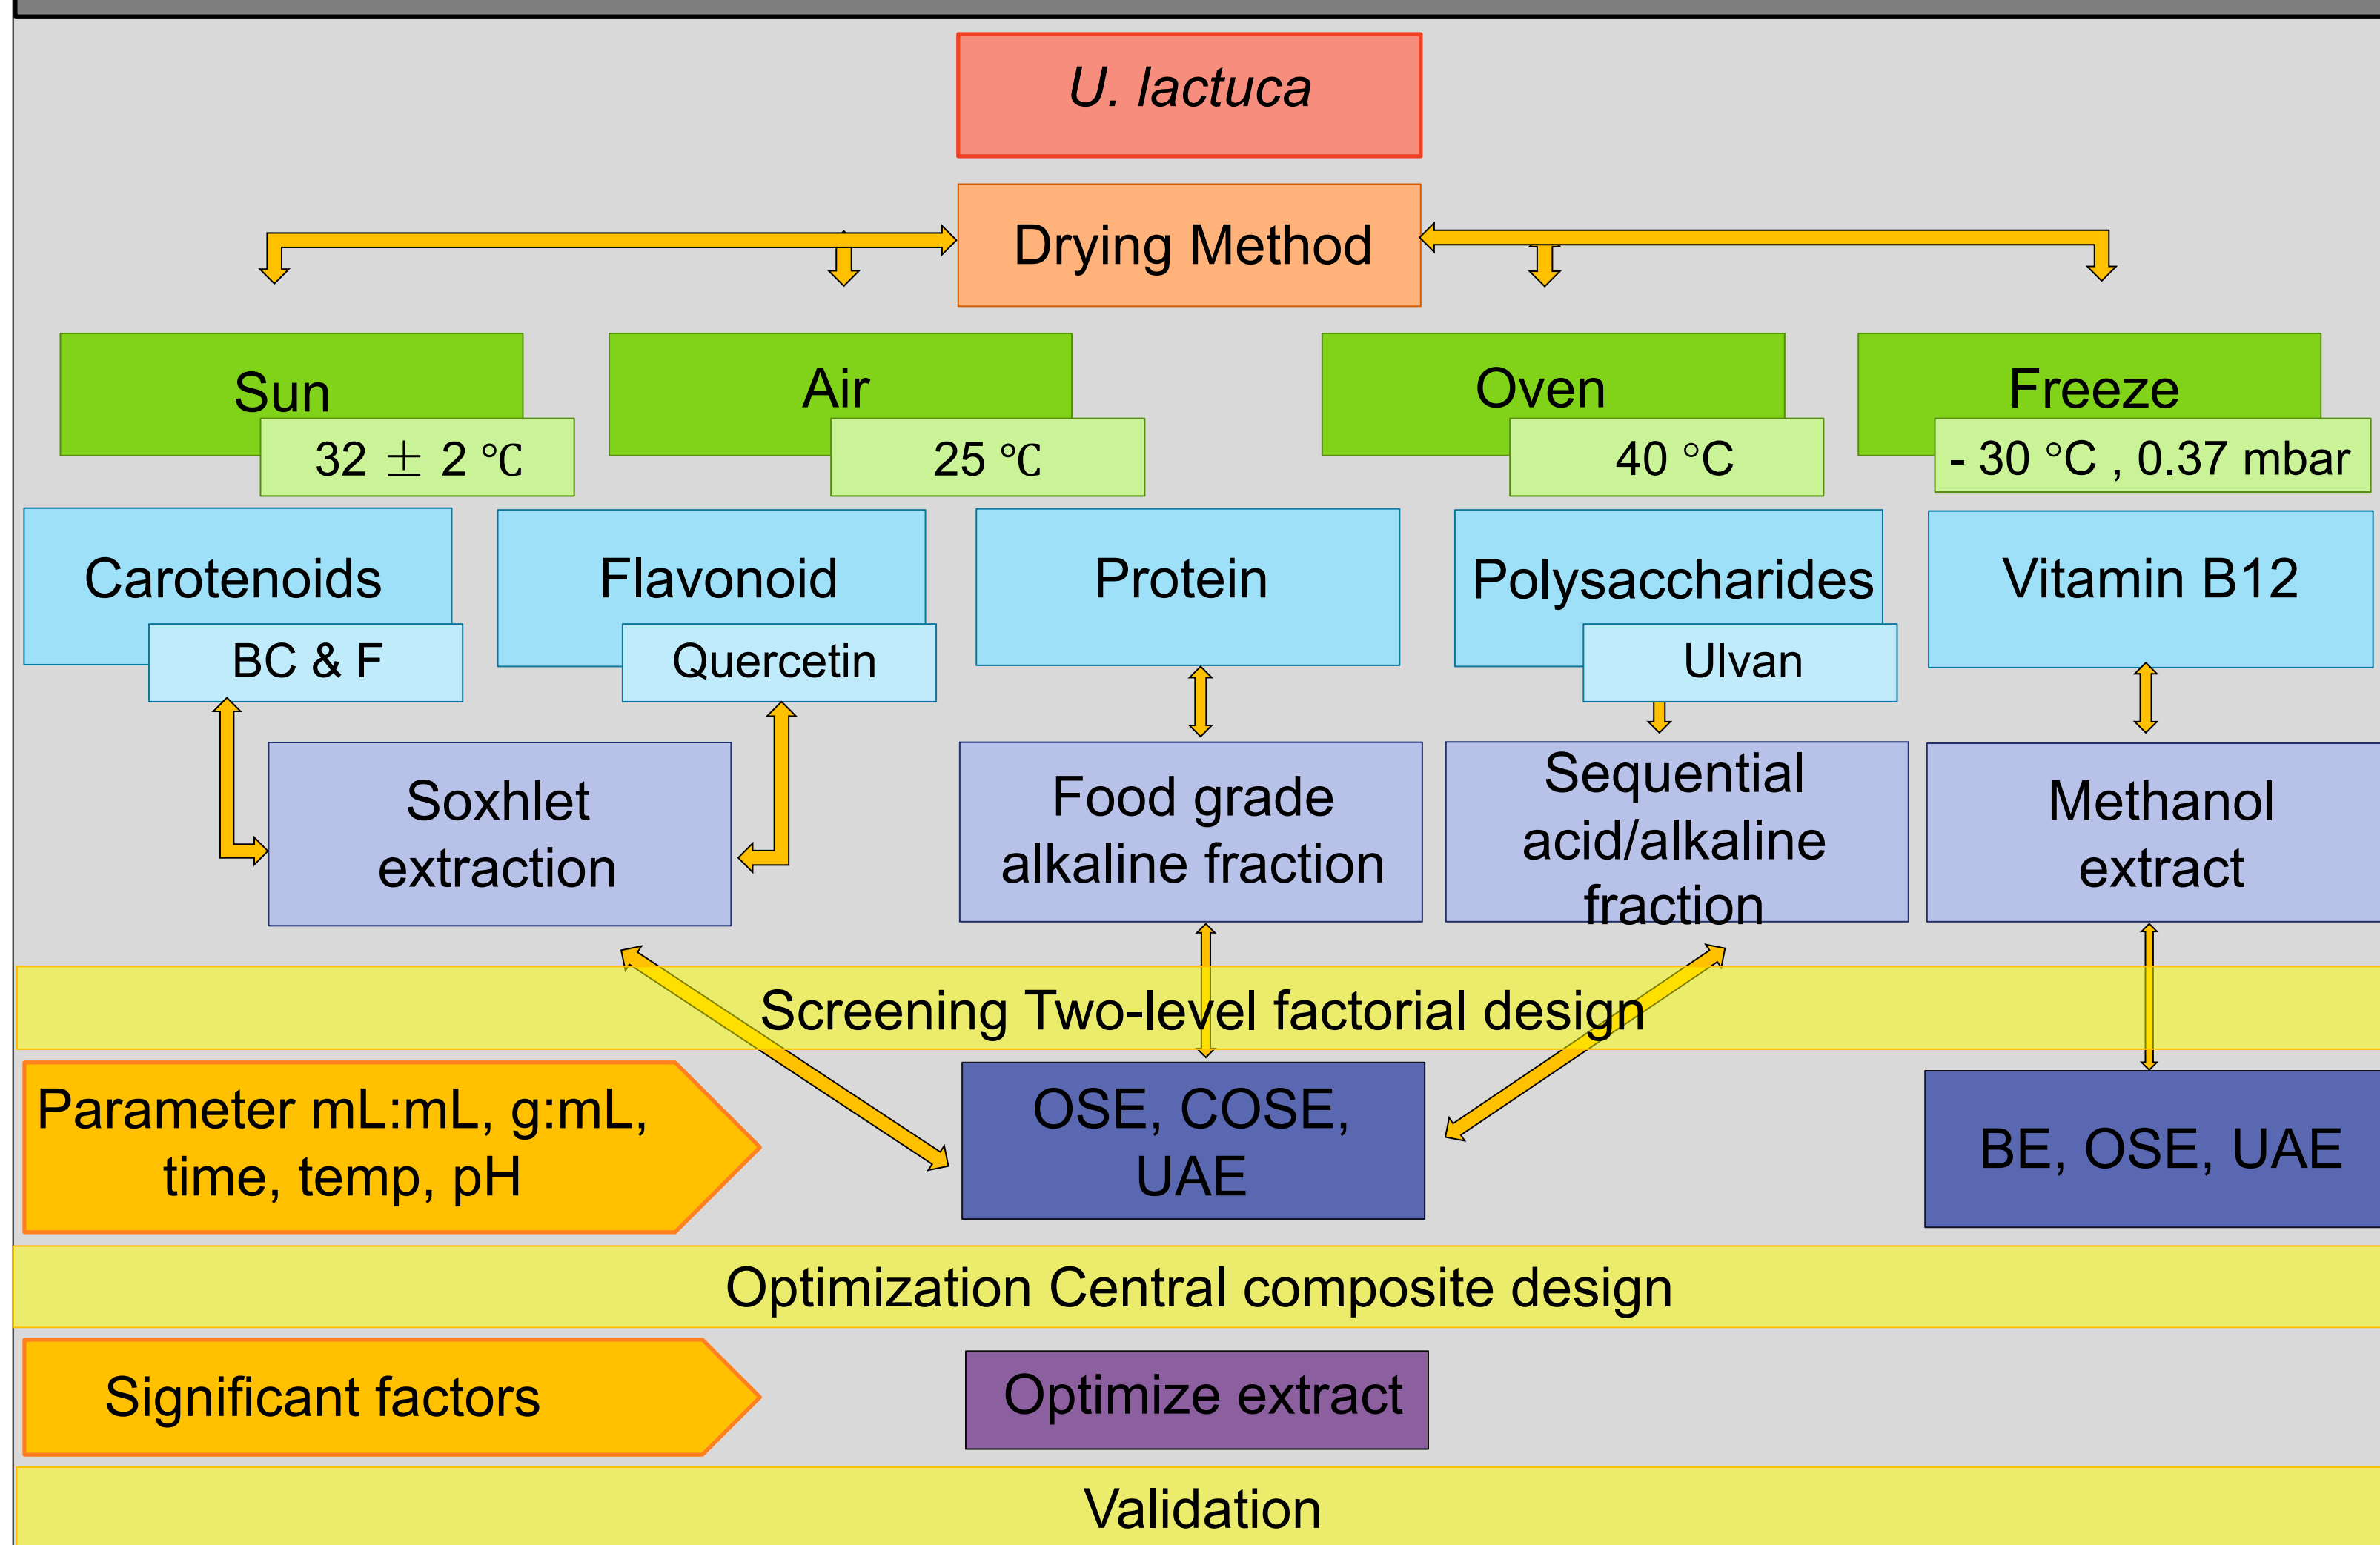 U. lactuca
Drying Method
Sun
Air
Oven
Freeze
32 ± 2 ℃
25 ℃
40 °C
- 30 °C , 0.37 mbar
Carotenoids
Flavonoid
Protein
Polysaccharides
Vitamin B12
BC & F
Quercetin
Ulvan
Soxhlet
extraction
Food grade
alkaline fraction
Sequential
acid/alkaline
fraction
Methanol
extract
Screening Two-level factorial design
Parameter mL:mL, g:mL,
time, temp, pH
OSE, COSE,
UAE
BE, OSE, UAE
Optimization Central composite design
Significant factors
Optimize extract
Validation